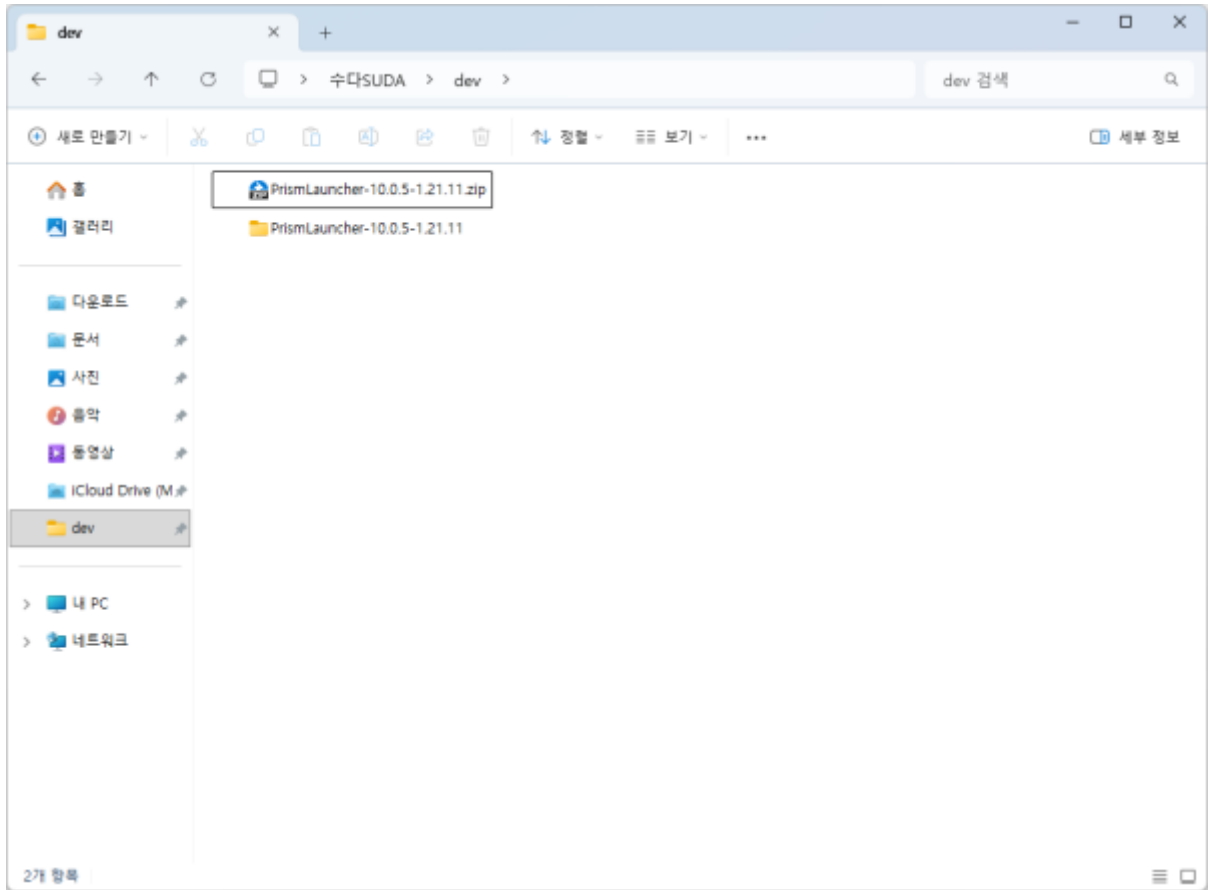 dev
수다SUDA > dev >
dev 검색
새로 만들기
정렬
보기
...
세부 정보
홈
갤러리
다운로드
문서
사진
음악
동영상
iCloud Drive (M
dev
내 PC
네트워크
PrismLauncher-10.0.5-1.21.11.zip
PrismLauncher-10.0.5-1.21.11
2개 항목